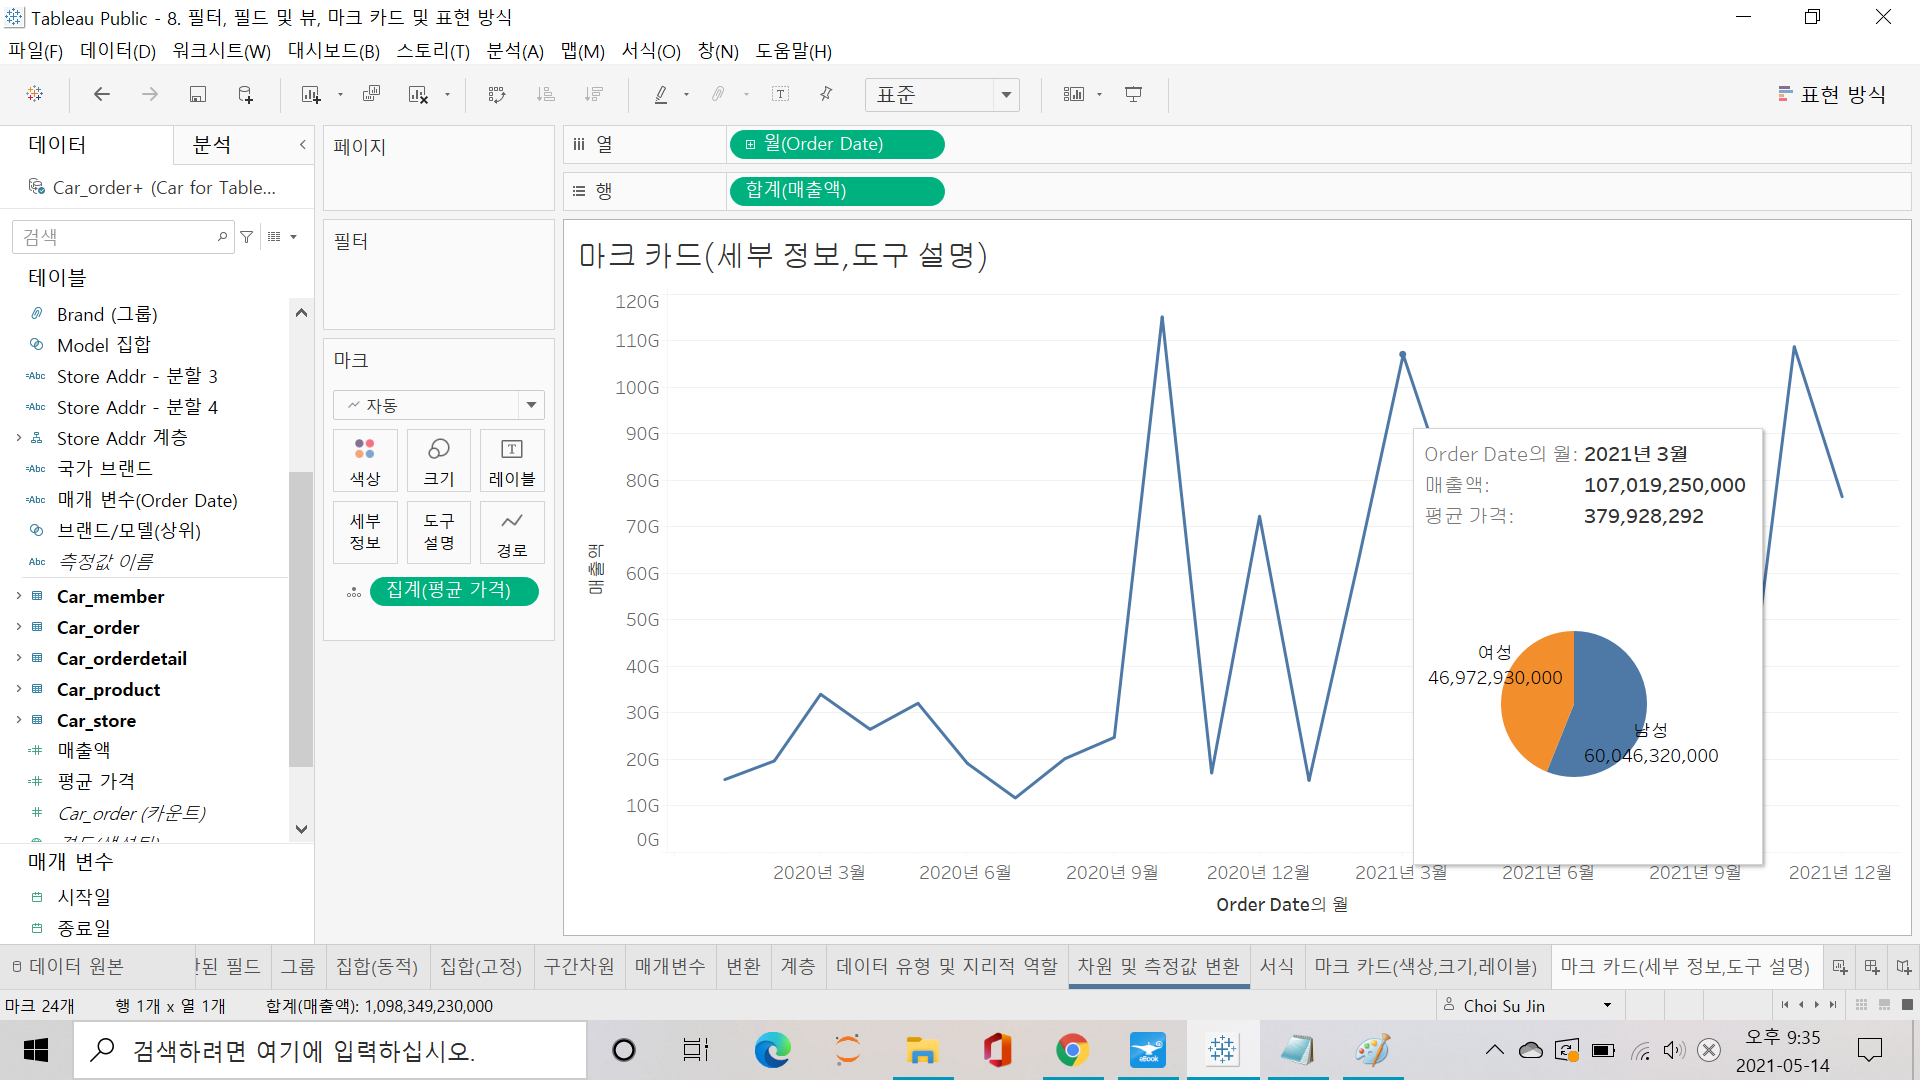 Tableau Public - 8. 필터, 필드 및 뷰, 마크 카드 및 표현 방식
파일(F) 데이터(D) 워크시트(W) 대시보드(B) 스토리(T) 분석(A) 맵(M) 서식(O) 창(N) 도움말(H)
표준
표현 방식
데이터 분석
Car_order+ (Car for Table...
검색
테이블
Brand (그룹)
Model 집합
=Abc Store Addr - 분할 3
=Abc Store Addr - 분할 4
Store Addr 계층
=Abc 국가 브랜드
=Abc 매개 변수(Order Date)
브랜드/모델(상위)
Abc 측정값 이름
Car_member
Car_order
Car_orderdetail
Car_product
Car_store
매출액
평균 가격
Car_order (카운트)
매개 변수
시작일
종료일
페이지
필터
마크
자동
색상 크기 레이블
세부 정보
도구 설명
경로
집계(평균 가격)
열 월(Order Date)
행 합계(매출액)
마크 카드(세부 정보,도구 설명)
120G
110G
100G
90G
80G
70G
60G
50G
40G
30G
20G
10G
0G
매출액
Order Date의 월: 2021년 3월
매출액: 107,019,250,000
평균 가격: 379,928,292
여성
46,972,930,000
남성
60,046,320,000
2020년 3월 2020년 6월 2020년 9월 2020년 12월 2021년 3월 2021년 6월 2021년 9월 2021년 12월
Order Date의 월
데이터 원본 된 필드 그룹 집합(동적) 집합(고정) 구간차원 매개변수 변환 계층 데이터 유형 및 지리적 역할 차원 및 측정값 변환 서식 마크 카드(색상,크기,레이블) 마크 카드(세부 정보,도구 설명)
마크 24개 행 1개 x 열 1개 합계(매출액): 1,098,349,230,000
Choi Su Jin
검색하려면 여기에 입력하십시오.
eBook
오후 9:35
2021-05-14